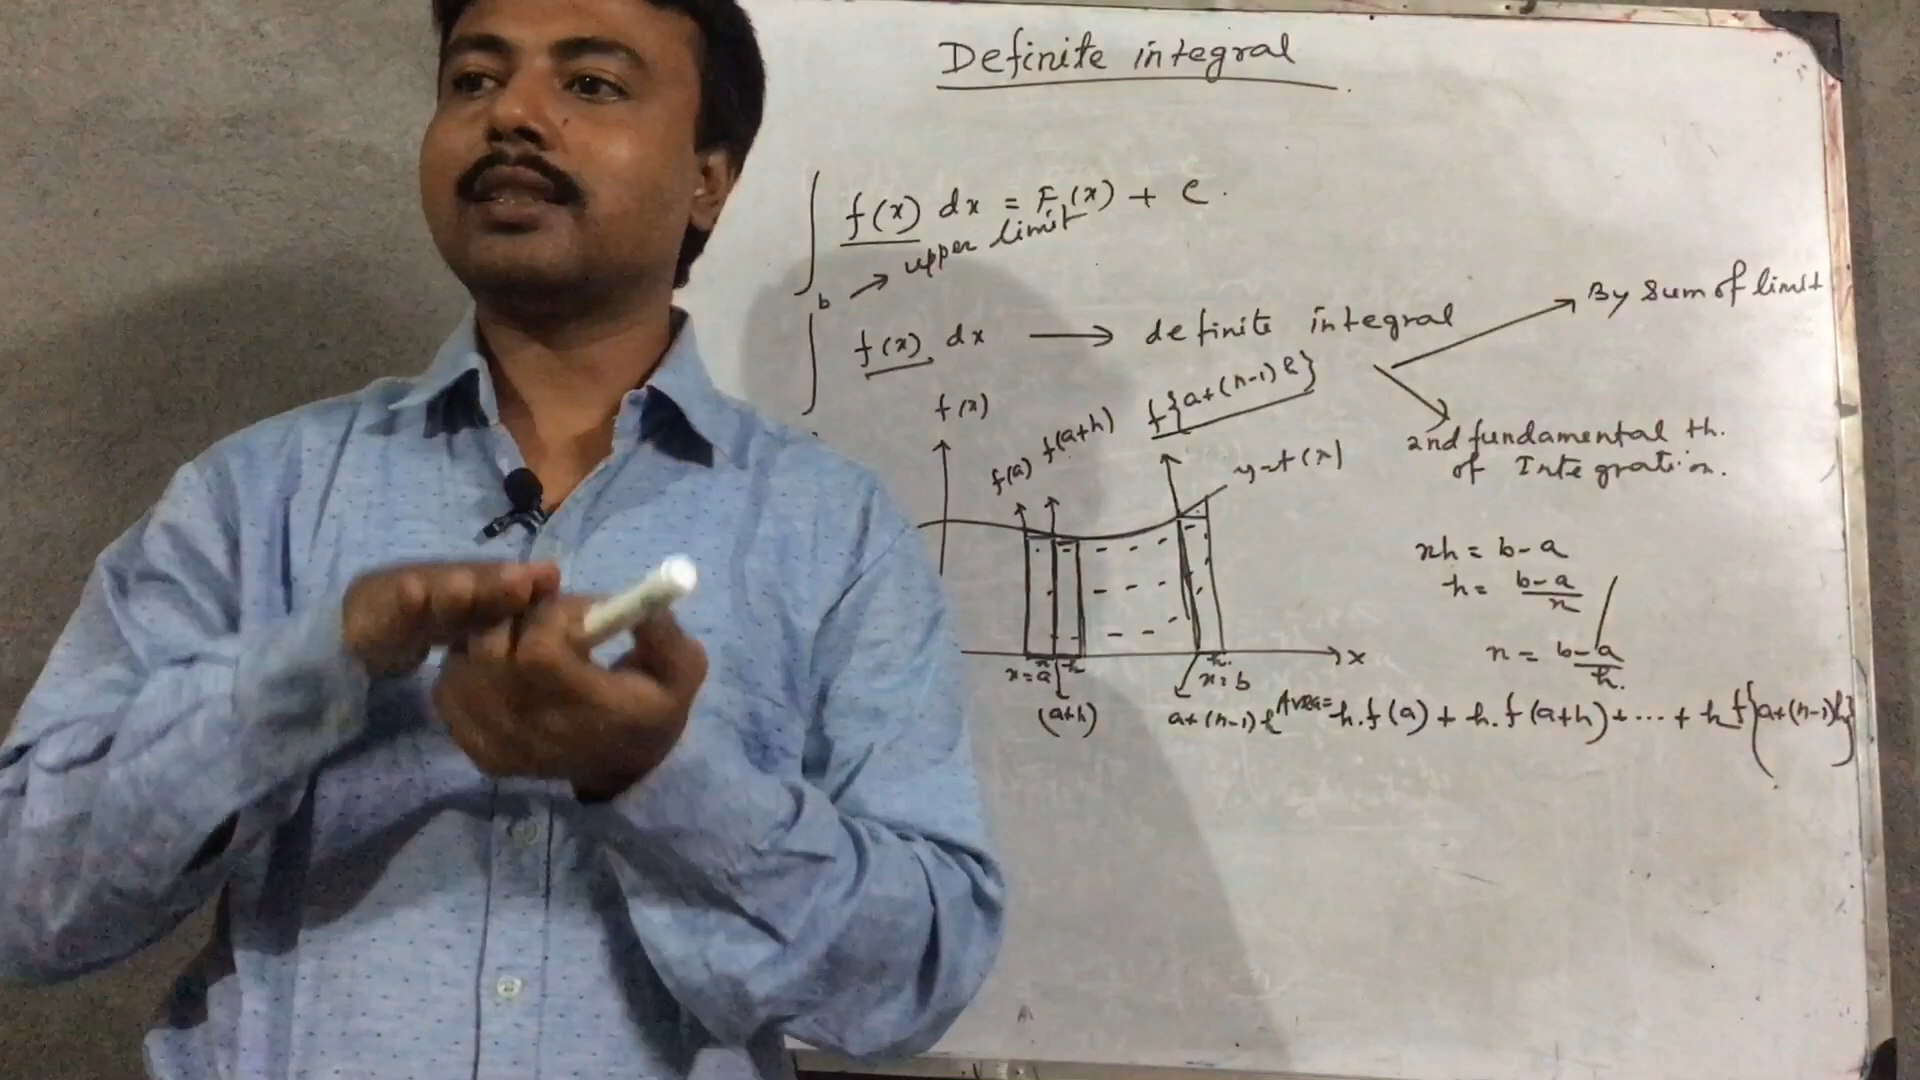 Definite integral
∫ f(x) dx = F(x) + c.
b → upper limit
∫ f(x) dx → definite integral
By sum of limit
2nd fundamental th.
of Integration.
f(x)
f(a) f(a+h) f{a+(n-1)h}
y=f(x)
nh = b-a
h = b-a/n
n = b-a/h.
x
x=a h h h x=b
(a+h) a+(n-1)h
Area= h.f(a) + h.f(a+h) + ... + h f{a+(n-1)h}